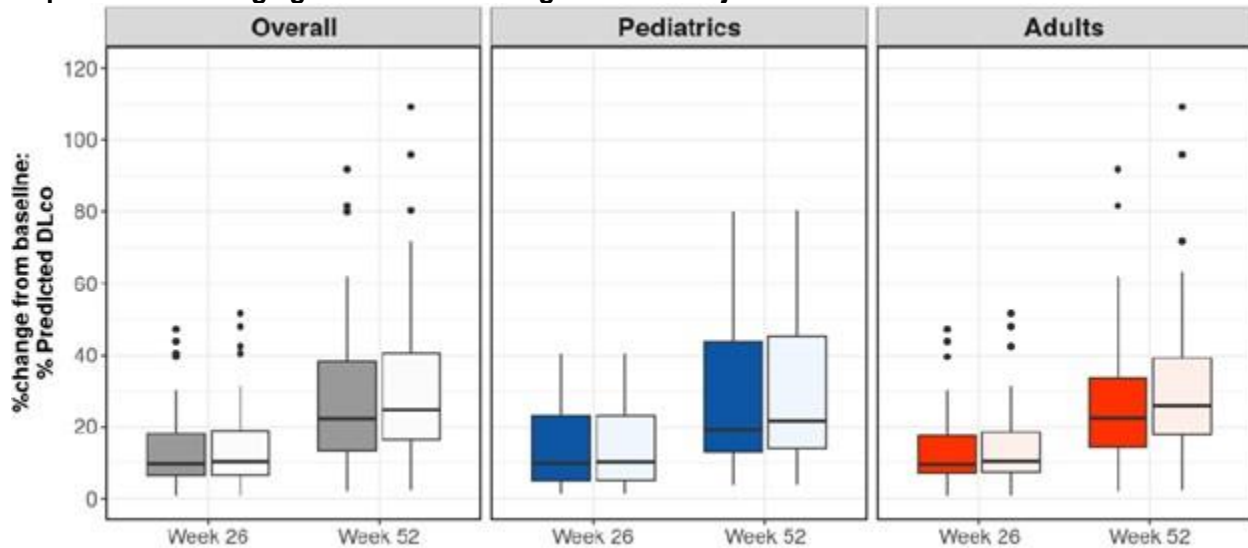 Overall Pediatrics Adults
%change from baseline:
% Predicted DLco
120
100
80
60
40
20
0
Week 26 Week 52 Week 26 Week 52 Week 26 Week 52